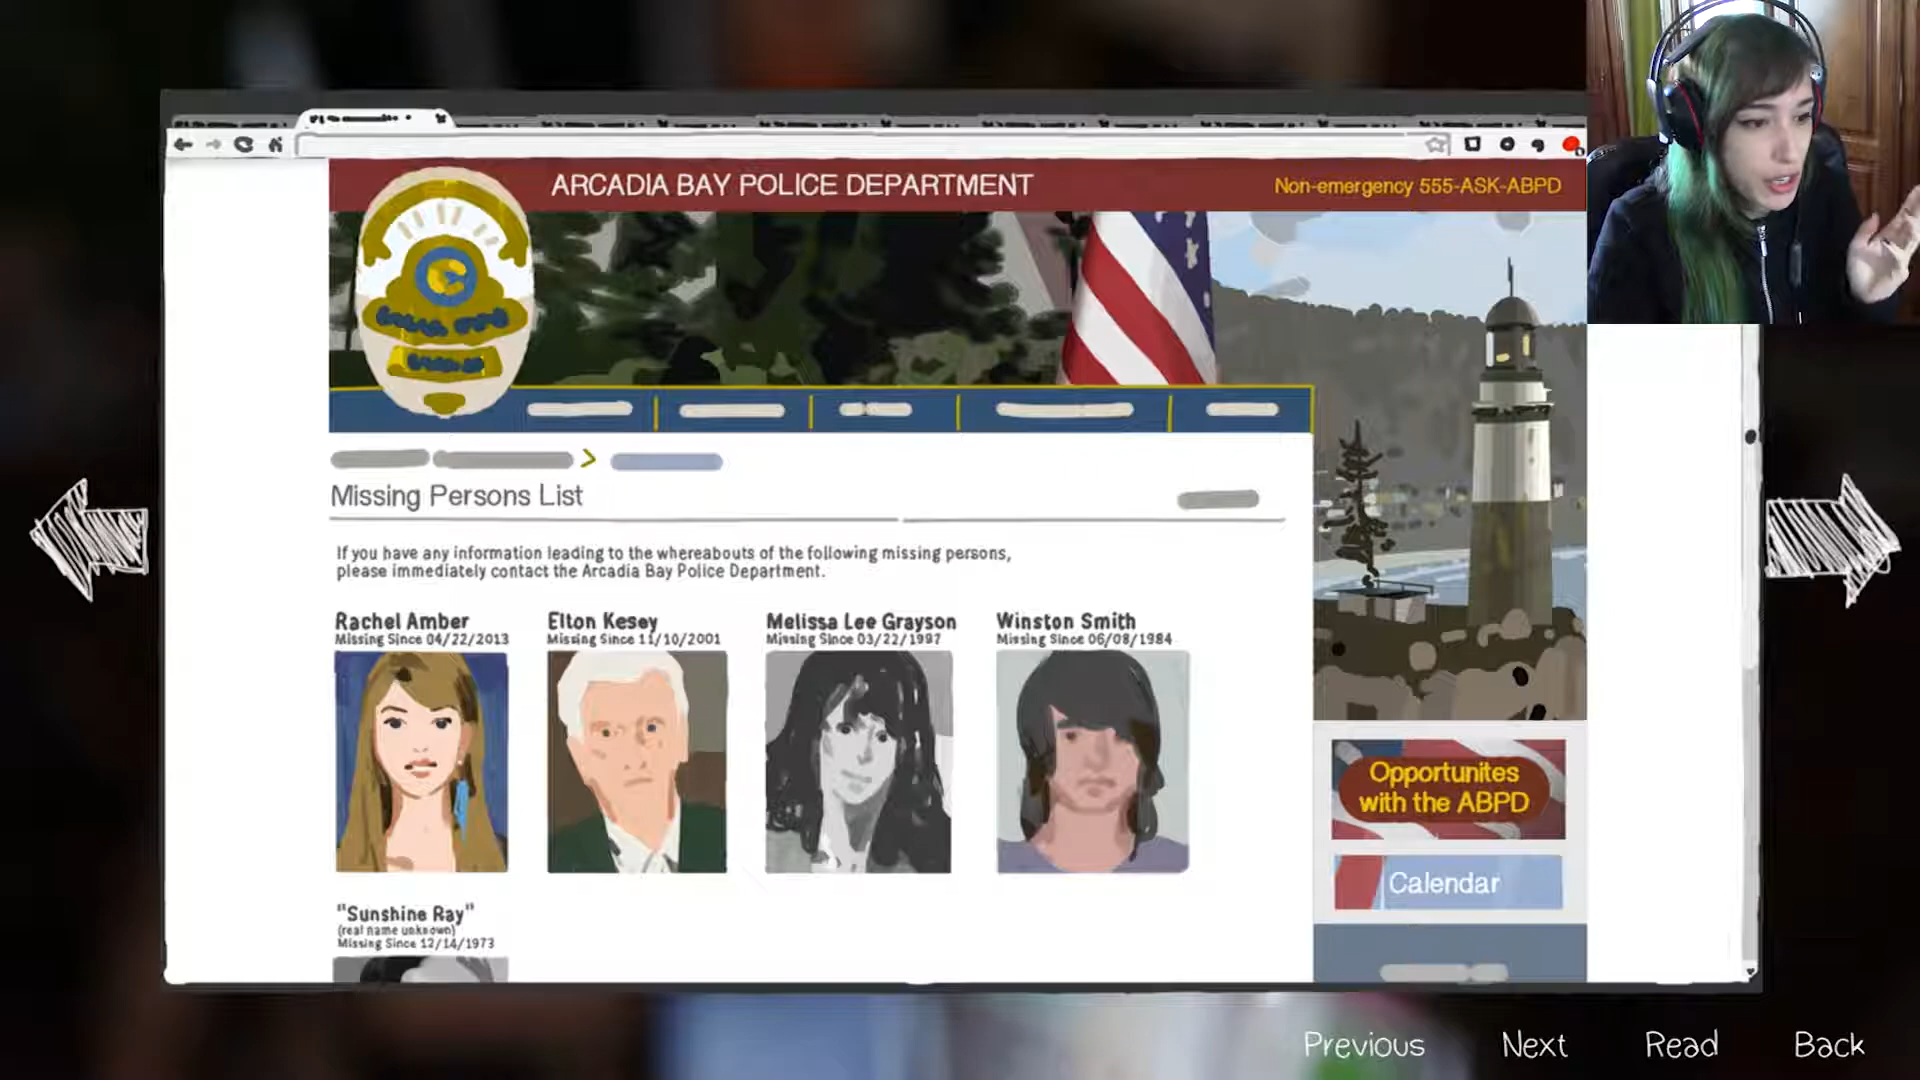 ARCADIA BAY POLICE DEPARTMENT
Non-emergency 555-ASK-ABPD
Missing Persons List
If you have any information leading to the whereabouts of the following missing persons,
please immediately contact the Arcadia Bay Police Department.
Rachel Amber
Missing Since 04/22/2013
Elton Kesey
Missing Since 11/10/2001
Melissa Lee Grayson
Missing Since 03/22/1997
Winston Smith
Missing Since 06/08/1984
"Sunshine Ray"
(real name unknown)
Missing Since 12/14/1973
Opportunites
with the ABPD
Calendar
Previous
Next
Read
Back